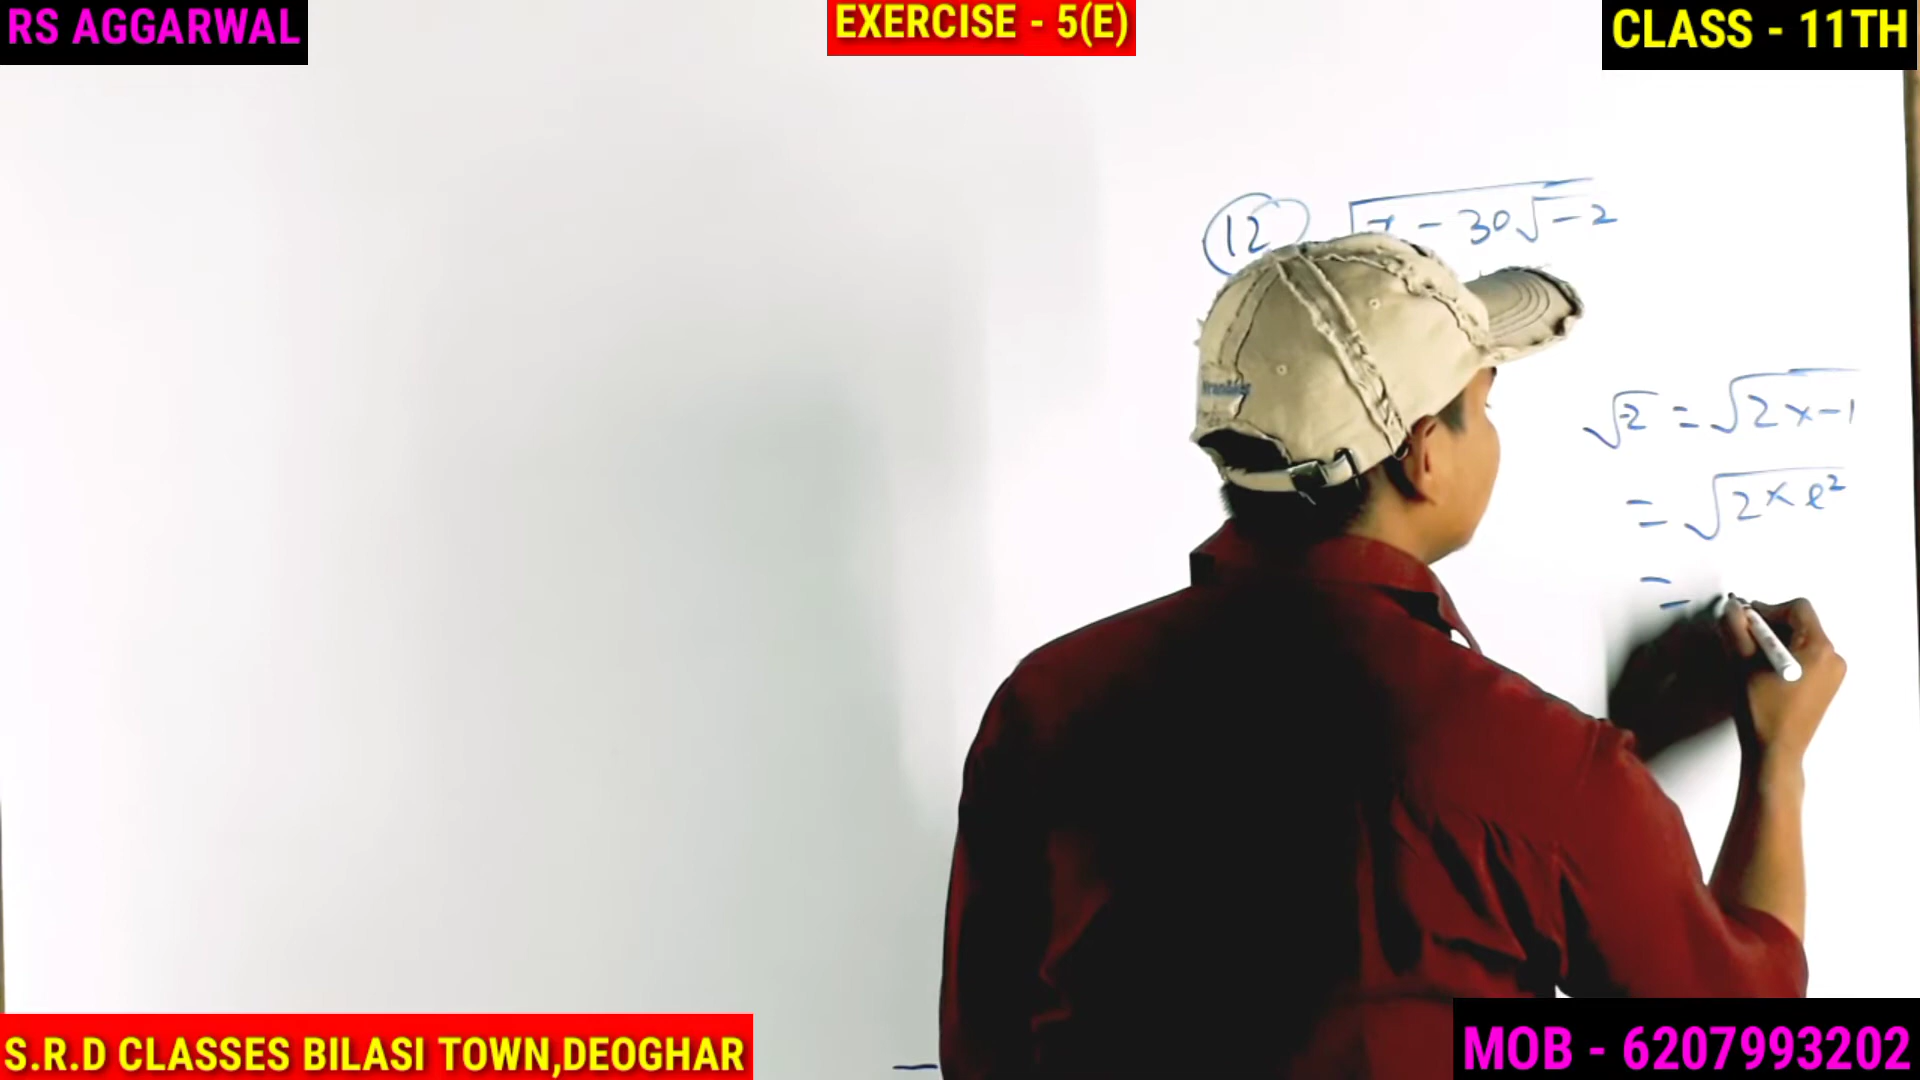 RS AGGARWAL
EXERCISE - 5(E)
CLASS - 11TH
12 √7 - 30√-2
√-2 = √2×-1
= √2×i²
=
S.R.D CLASSES BILASI TOWN,DEOGHAR
MOB - 6207993202